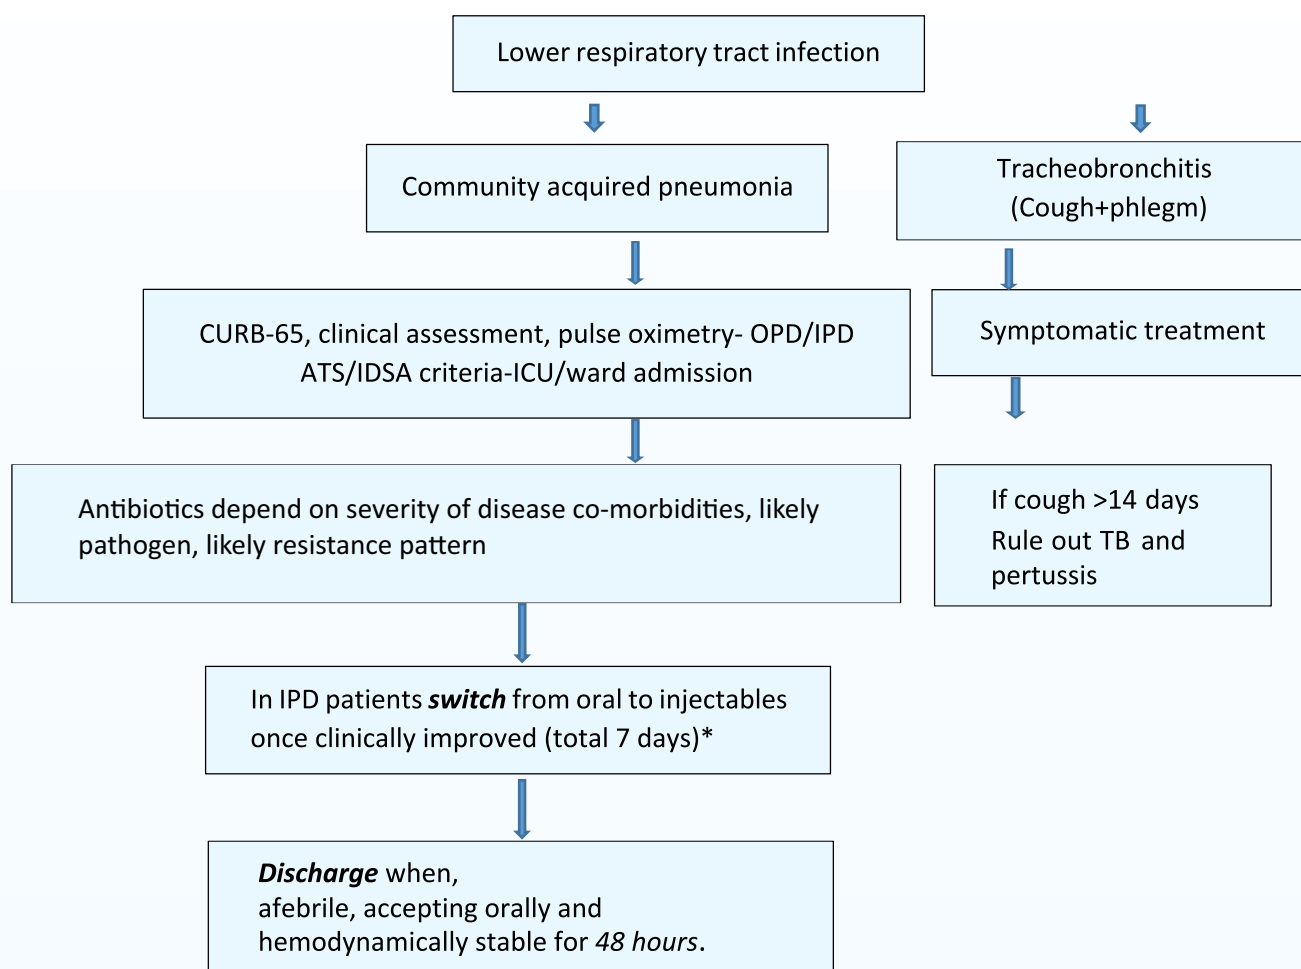 Lower respiratory tract infection
Community acquired pneumonia
Tracheobronchitis
(Cough+phlegm)
CURB-65, clinical assessment, pulse oximetry- OPD/IPD
ATS/IDSA criteria-ICU/ward admission
Symptomatic treatment
Antibiotics depend on severity of disease co-morbidities, likely
pathogen, likely resistance pattern
If cough >14 days
Rule out TB and
pertussis
In IPD patients switch from oral to injectables
once clinically improved (total 7 days)*
Discharge when,
afebrile, accepting orally and
hemodynamically stable for 48 hours.